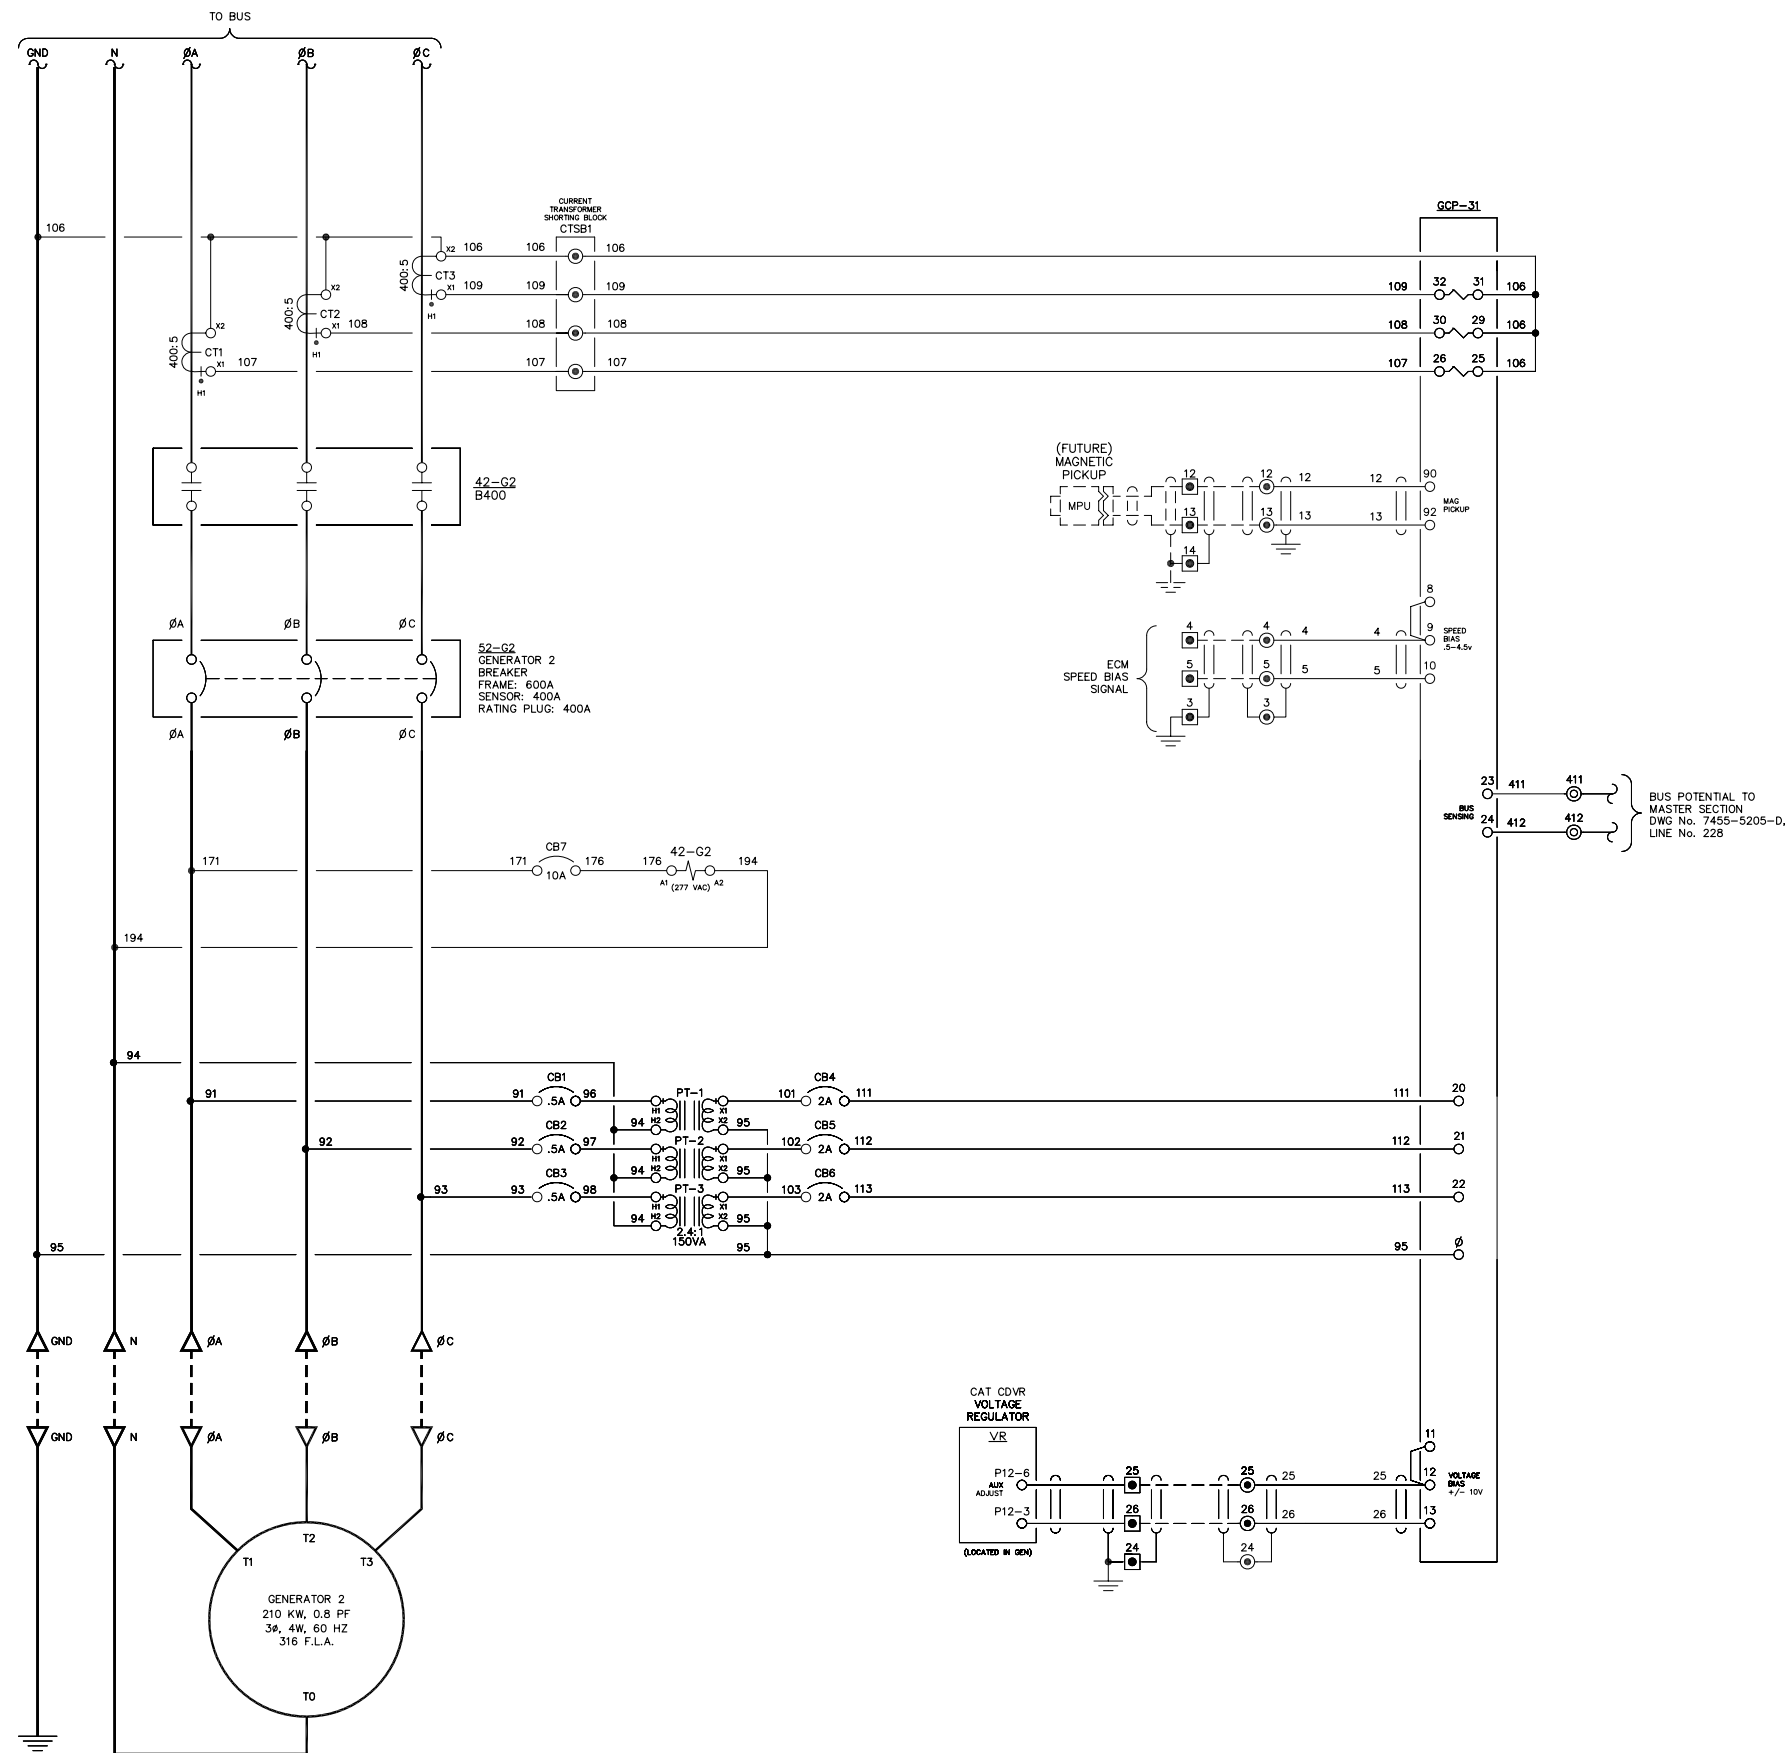 TO BUS
GND N ØA ØB ØC
CURRENT
TRANSFORMER
SHORTING BLOCK
CTSB1
GCP-31
106
X2 106 106 106
400:5 CT3
X1 109 109 109 109 32 31 106
H1
X2
400:5 CT2
X1 108 108 108 108 30 29 106
H1
X2
400:5 CT1
X1 107 107 107 107 26 25 106
H1
42-G2
B400
(FUTURE)
MAGNETIC
PICKUP
MPU
12 12 12 12 90
MAG
PICKUP
13 13 13 13 92
14
8
ØA ØB ØC
52-G2
GENERATOR 2
BREAKER
FRAME: 600A
SENSOR: 400A
RATING PLUG: 400A
ØA ØB ØC
ECM
SPEED BIAS
SIGNAL
4 4 4 4 9
SPEED
BIAS
.5-4.5v
5 5 5 5 10
3 3
23 411 411
BUS
SENSING
24 412 412
BUS POTENTIAL TO
MASTER SECTION
DWG No. 7455-5205-D,
LINE No. 228
171 171 CB7 176 176 42-G2 194
10A A1 (277 VAC) A2
194
94
CB1 PT-1 CB4
91 91 .5A 96 H1 X1 101 2A 111 111 20
94 H2 X2 95
CB2 PT-2 CB5
92 92 .5A 97 H1 X1 102 2A 112 112 21
94 H2 X2 95
CB3 PT-3 CB6
93 93 .5A 98 H1 X1 103 2A 113 113 22
94 H2 X2 95
2.4:1
150VA
95 95 95 Ø
GND N ØA ØB ØC
GND N ØA ØB ØC
CAT CDVR
VOLTAGE
REGULATOR
VR
11
P12-6 25 25 25 25 12
AUX
ADJUST
VOLTAGE
BIAS
+/- 10V
P12-3 26 26 26 26 13
(LOCATED IN GEN)
24 24
T1 T2 T3
GENERATOR 2
210 KW, 0.8 PF
3ø, 4W, 60 HZ
316 F.L.A.
T0